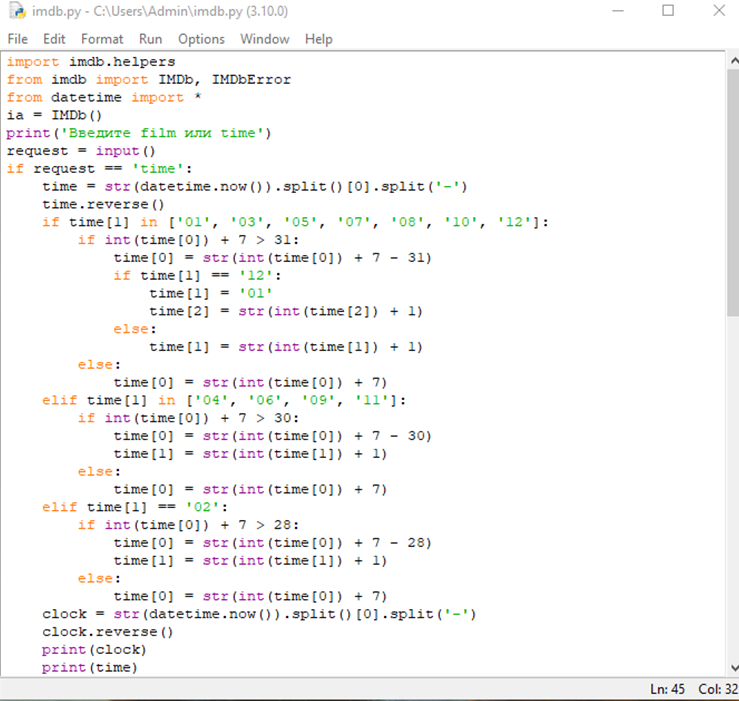 imdb.py - C:\Users\Admin\imdb.py (3.10.0)
File Edit Format Run Options Window Help
import imdb.helpers
from imdb import IMDb, IMDbError
from datetime import *
ia = IMDb()
print('Введите film или time')
request = input()
if request == 'time':
    time = str(datetime.now()).split()[0].split('-')
    time.reverse()
    if time[1] in ['01', '03', '05', '07', '08', '10', '12']:
        if int(time[0]) + 7 > 31:
            time[0] = str(int(time[0]) + 7 - 31)
            if time[1] == '12':
                time[1] = '01'
                time[2] = str(int(time[2]) + 1)
            else:
                time[1] = str(int(time[1]) + 1)
        else:
            time[0] = str(int(time[0]) + 7)
    elif time[1] in ['04', '06', '09', '11']:
        if int(time[0]) + 7 > 30:
            time[0] = str(int(time[0]) + 7 - 30)
            time[1] = str(int(time[1]) + 1)
        else:
            time[0] = str(int(time[0]) + 7)
    elif time[1] == '02':
        if int(time[0]) + 7 > 28:
            time[0] = str(int(time[0]) + 7 - 28)
            time[1] = str(int(time[1]) + 1)
        else:
            time[0] = str(int(time[0]) + 7)
    clock = str(datetime.now()).split()[0].split('-')
    clock.reverse()
    print(clock)
    print(time)
Ln: 45 Col: 32